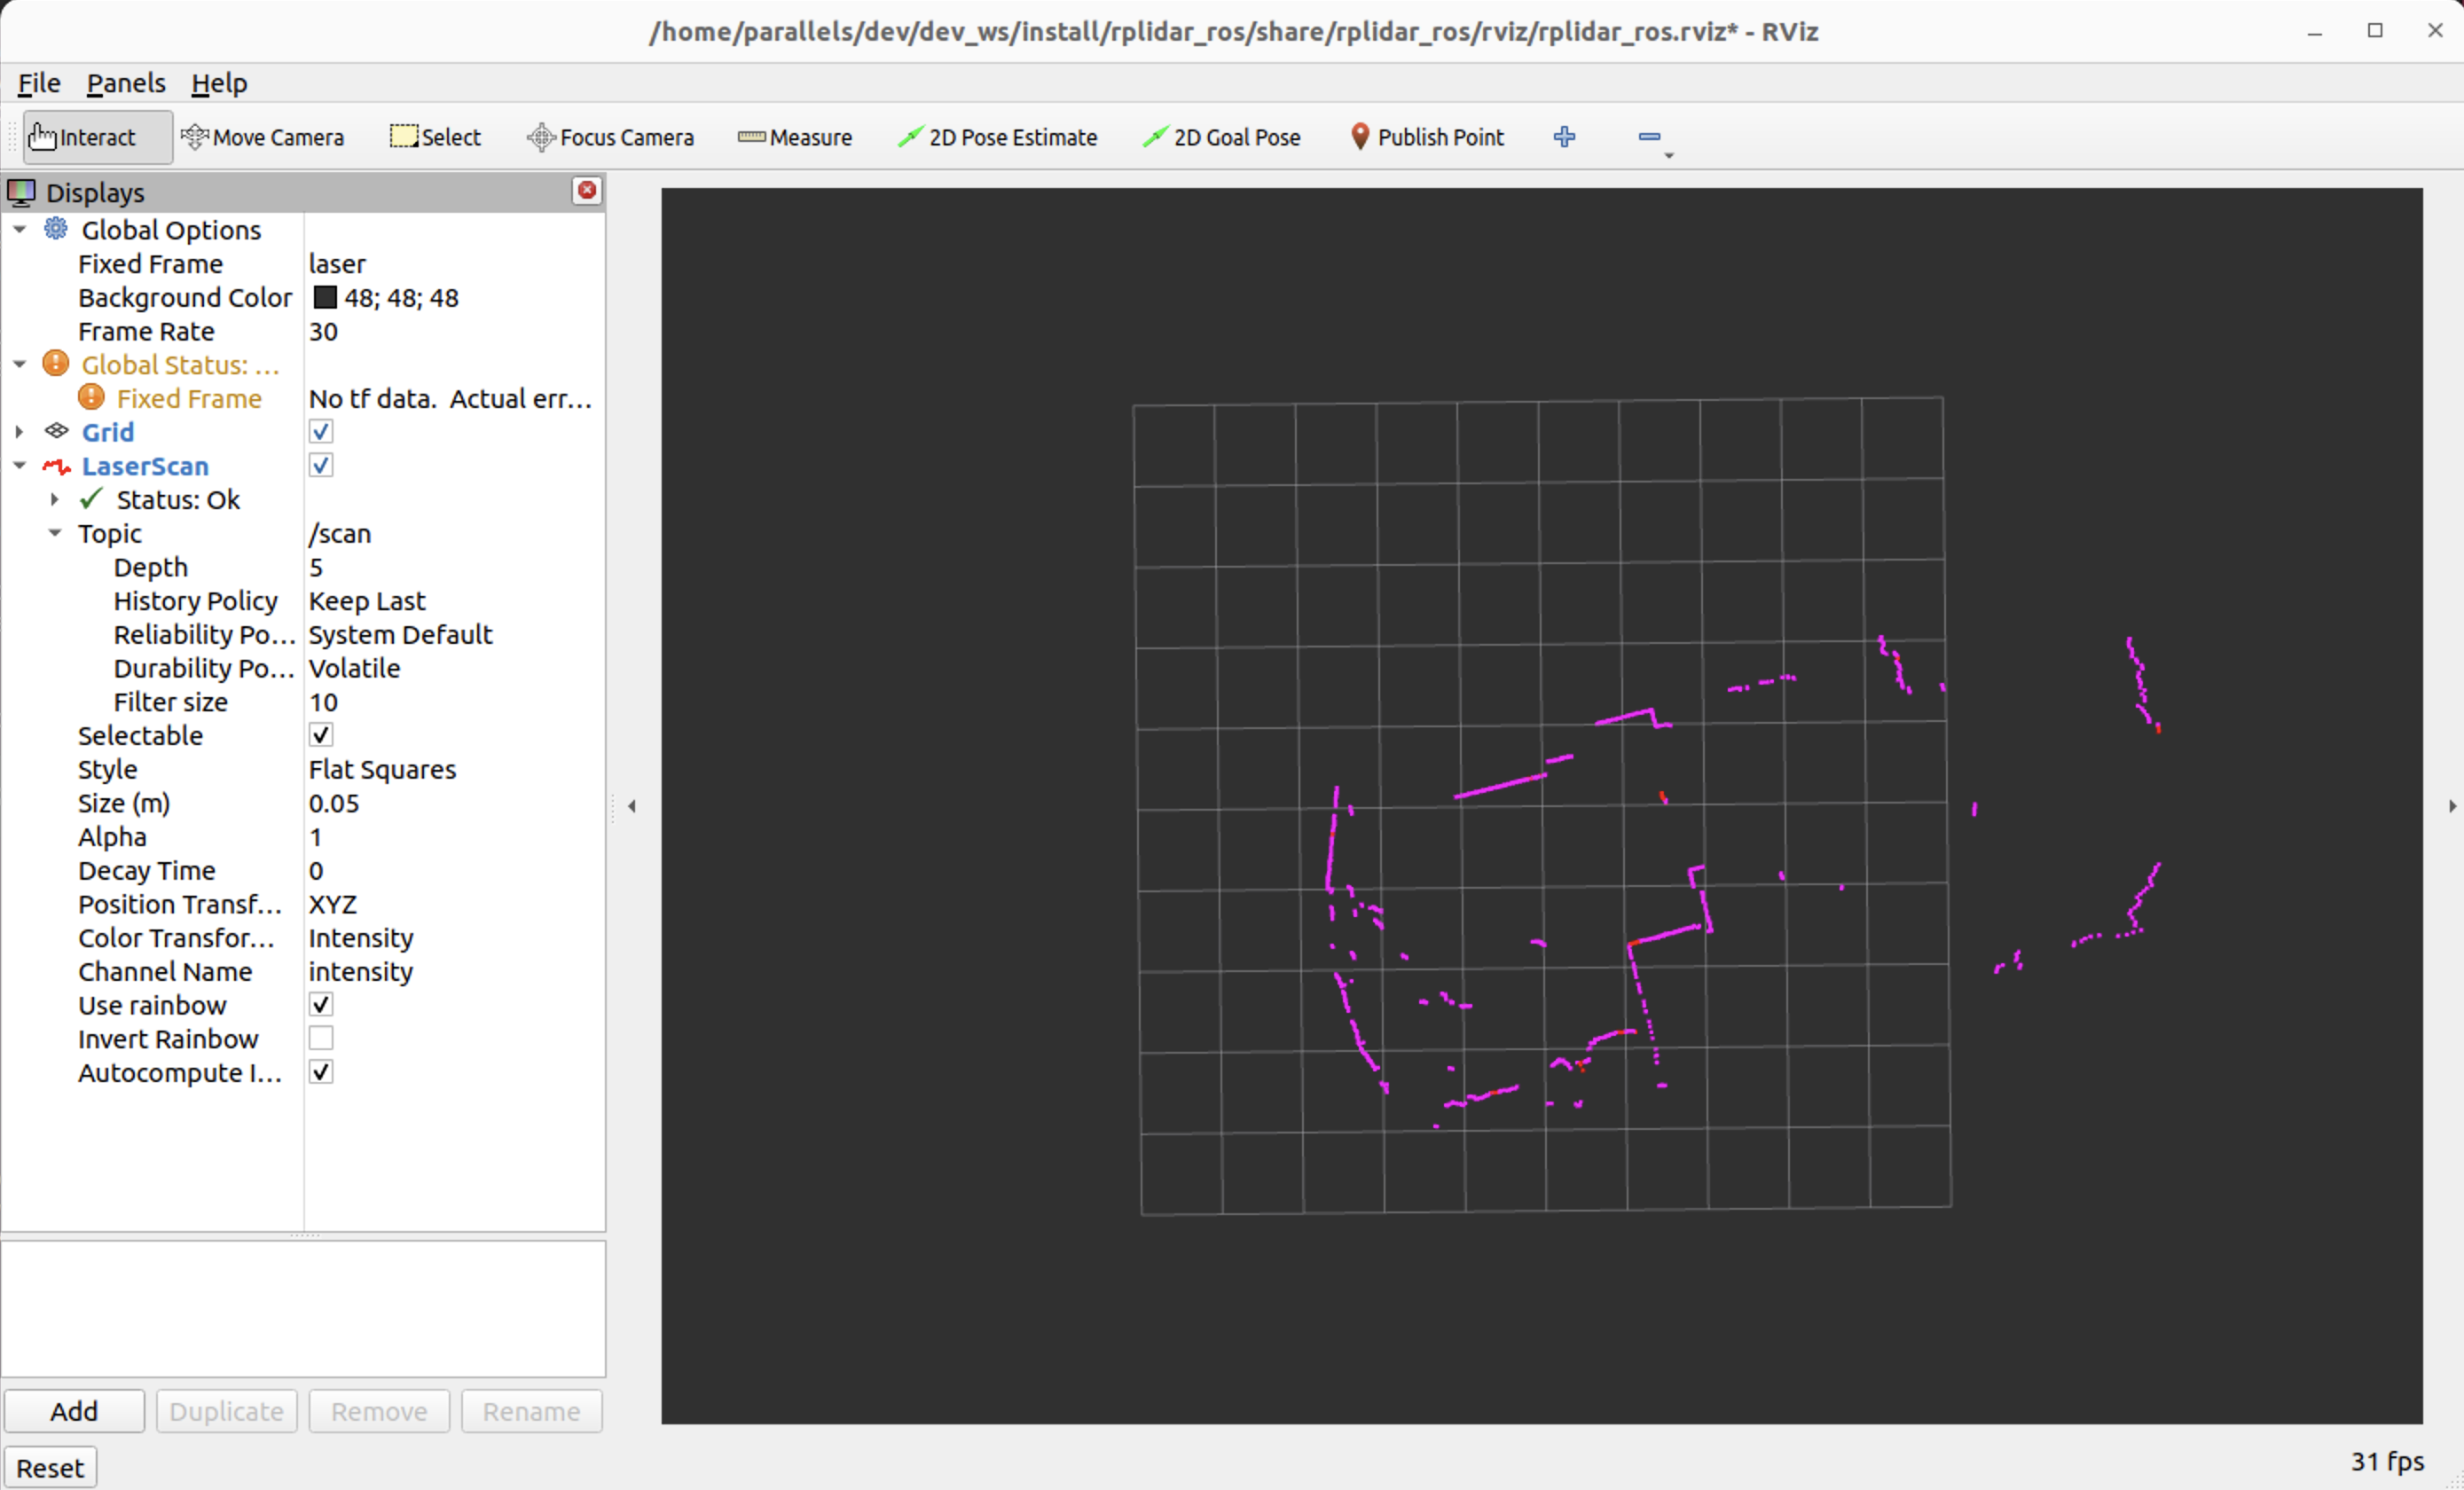 /home/parallels/dev/dev_ws/install/rplidar_ros/share/rplidar_ros/rviz/rplidar_ros.rviz* - RViz
File Panels Help
Interact Move Camera Select Focus Camera Measure 2D Pose Estimate 2D Goal Pose Publish Point
Displays
Global Options
Fixed Frame laser
Background Color 48; 48; 48
Frame Rate 30
Global Status: ...
Fixed Frame No tf data. Actual err...
Grid
LaserScan
Status: Ok
Topic /scan
Depth 5
History Policy Keep Last
Reliability Po... System Default
Durability Po... Volatile
Filter size 10
Selectable
Style Flat Squares
Size (m) 0.05
Alpha 1
Decay Time 0
Position Transf... XYZ
Color Transfor... Intensity
Channel Name intensity
Use rainbow
Invert Rainbow
Autocompute I...
Add Duplicate Remove Rename
Reset
31 fps